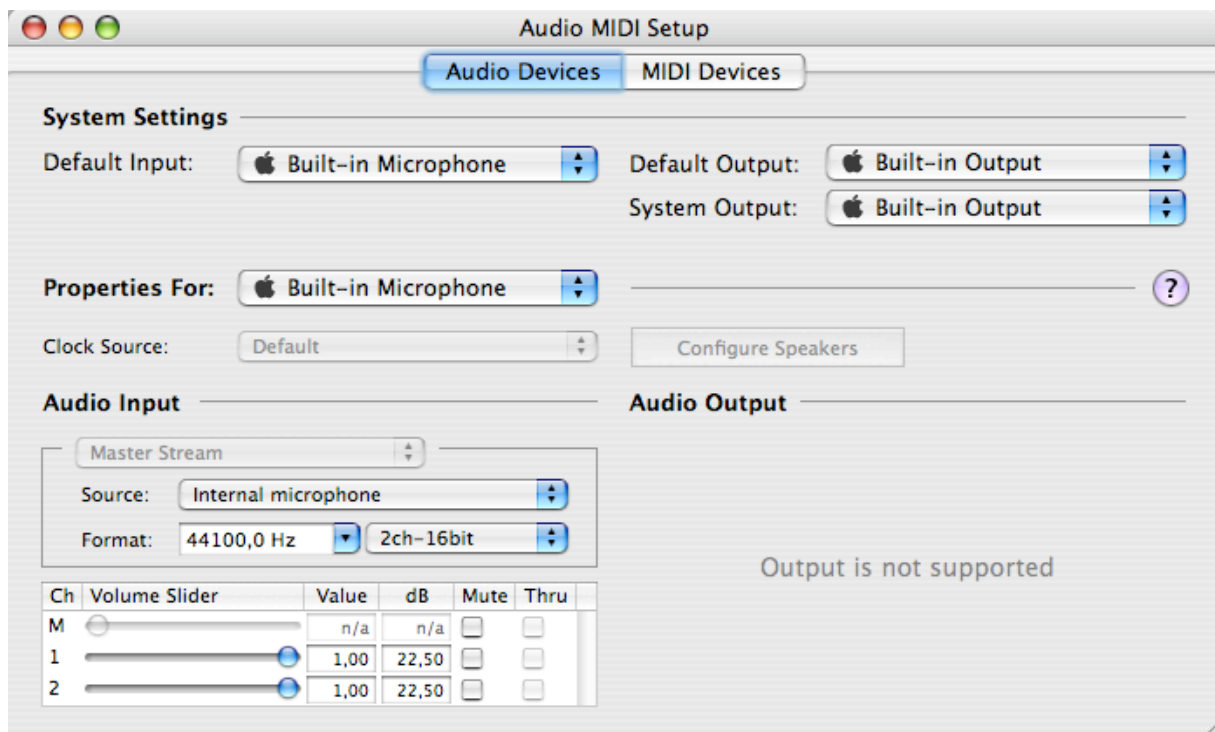 Audio MIDI Setup
Audio Devices MIDI Devices
System Settings
Default Input: Built-in Microphone Default Output: Built-in Output
System Output: Built-in Output
Properties For: Built-in Microphone ?
Clock Source: Default Configure Speakers
Audio Input Audio Output
Master Stream
Source: Internal microphone
Format: 44100,0 Hz 2ch-16bit
Output is not supported
Ch Volume Slider Value dB Mute Thru
M n/a n/a
1 1,00 22,50
2 1,00 22,50